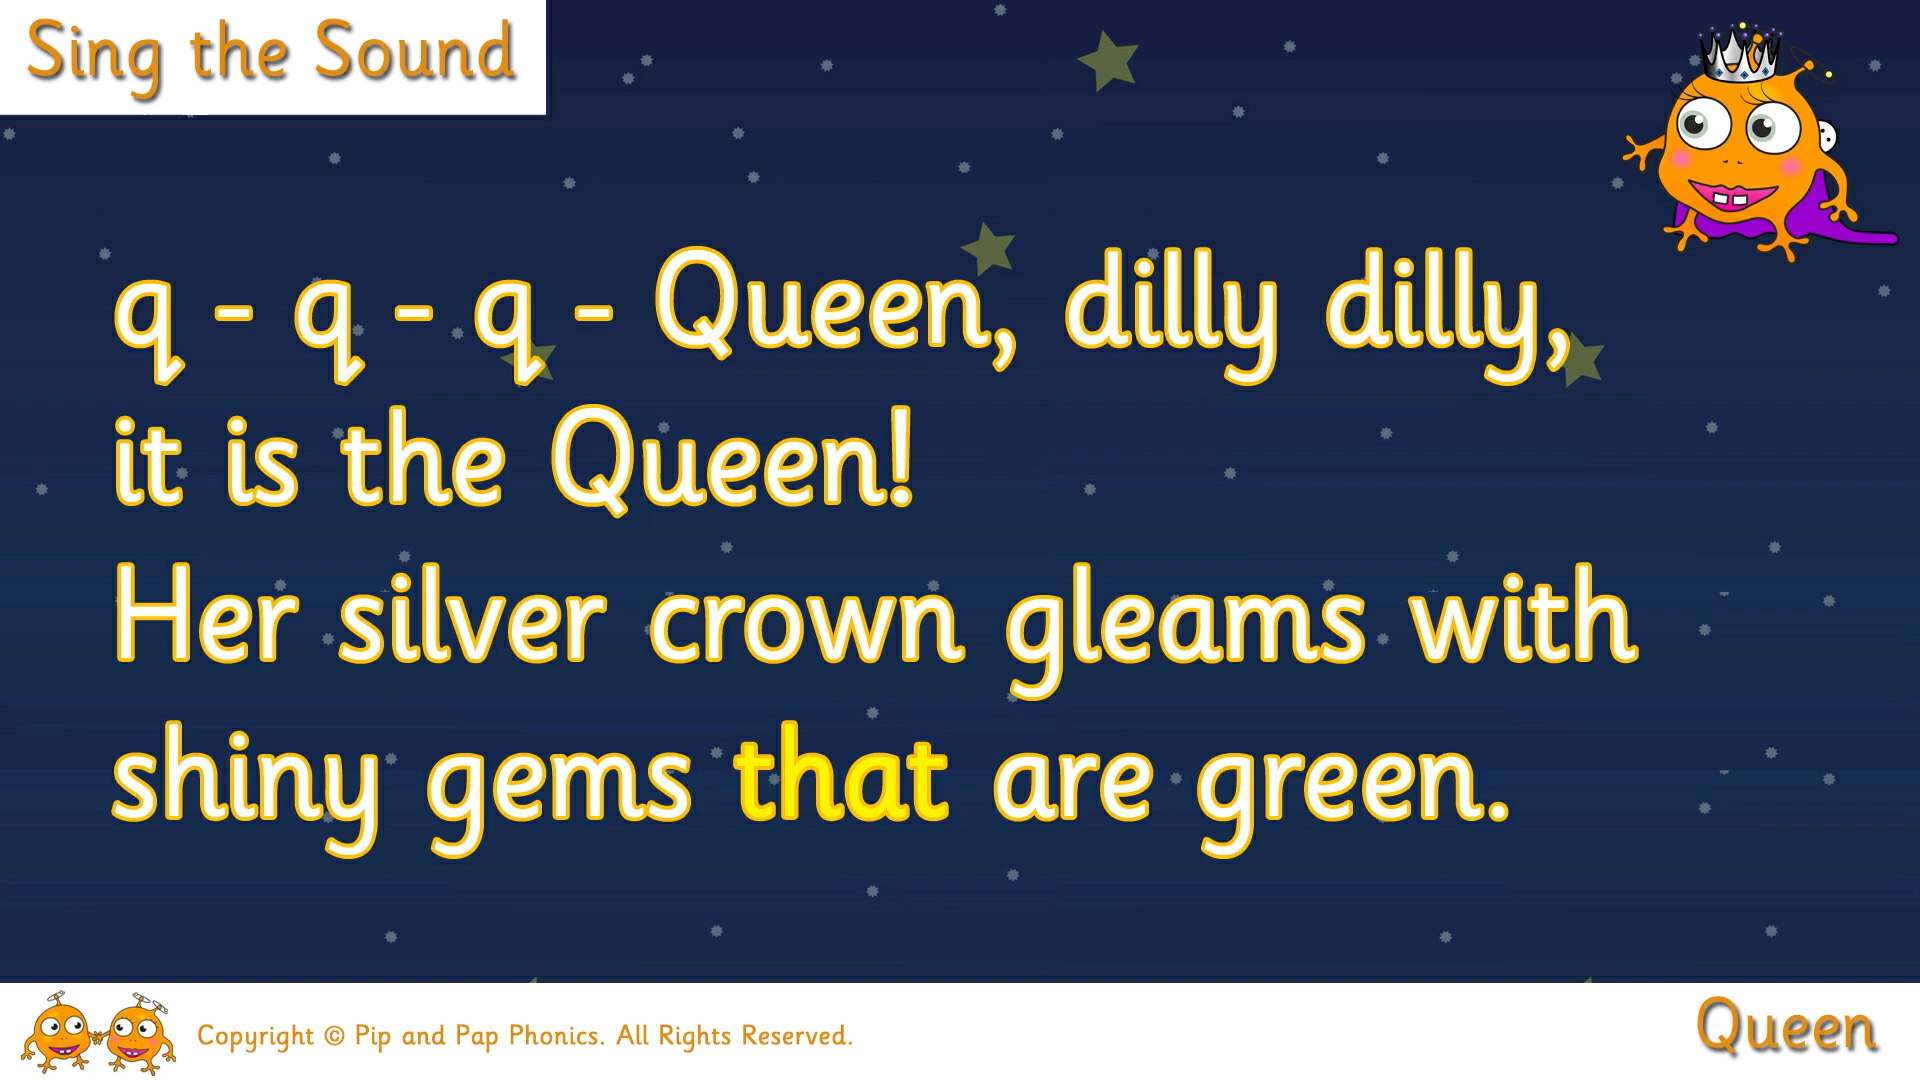 Sing the Sound
q - q - q - Queen, dilly dilly,
it is the Queen!
Her silver crown gleams with
shiny gems that are green.
Copyright © Pip and Pap Phonics. All Rights Reserved.
Queen